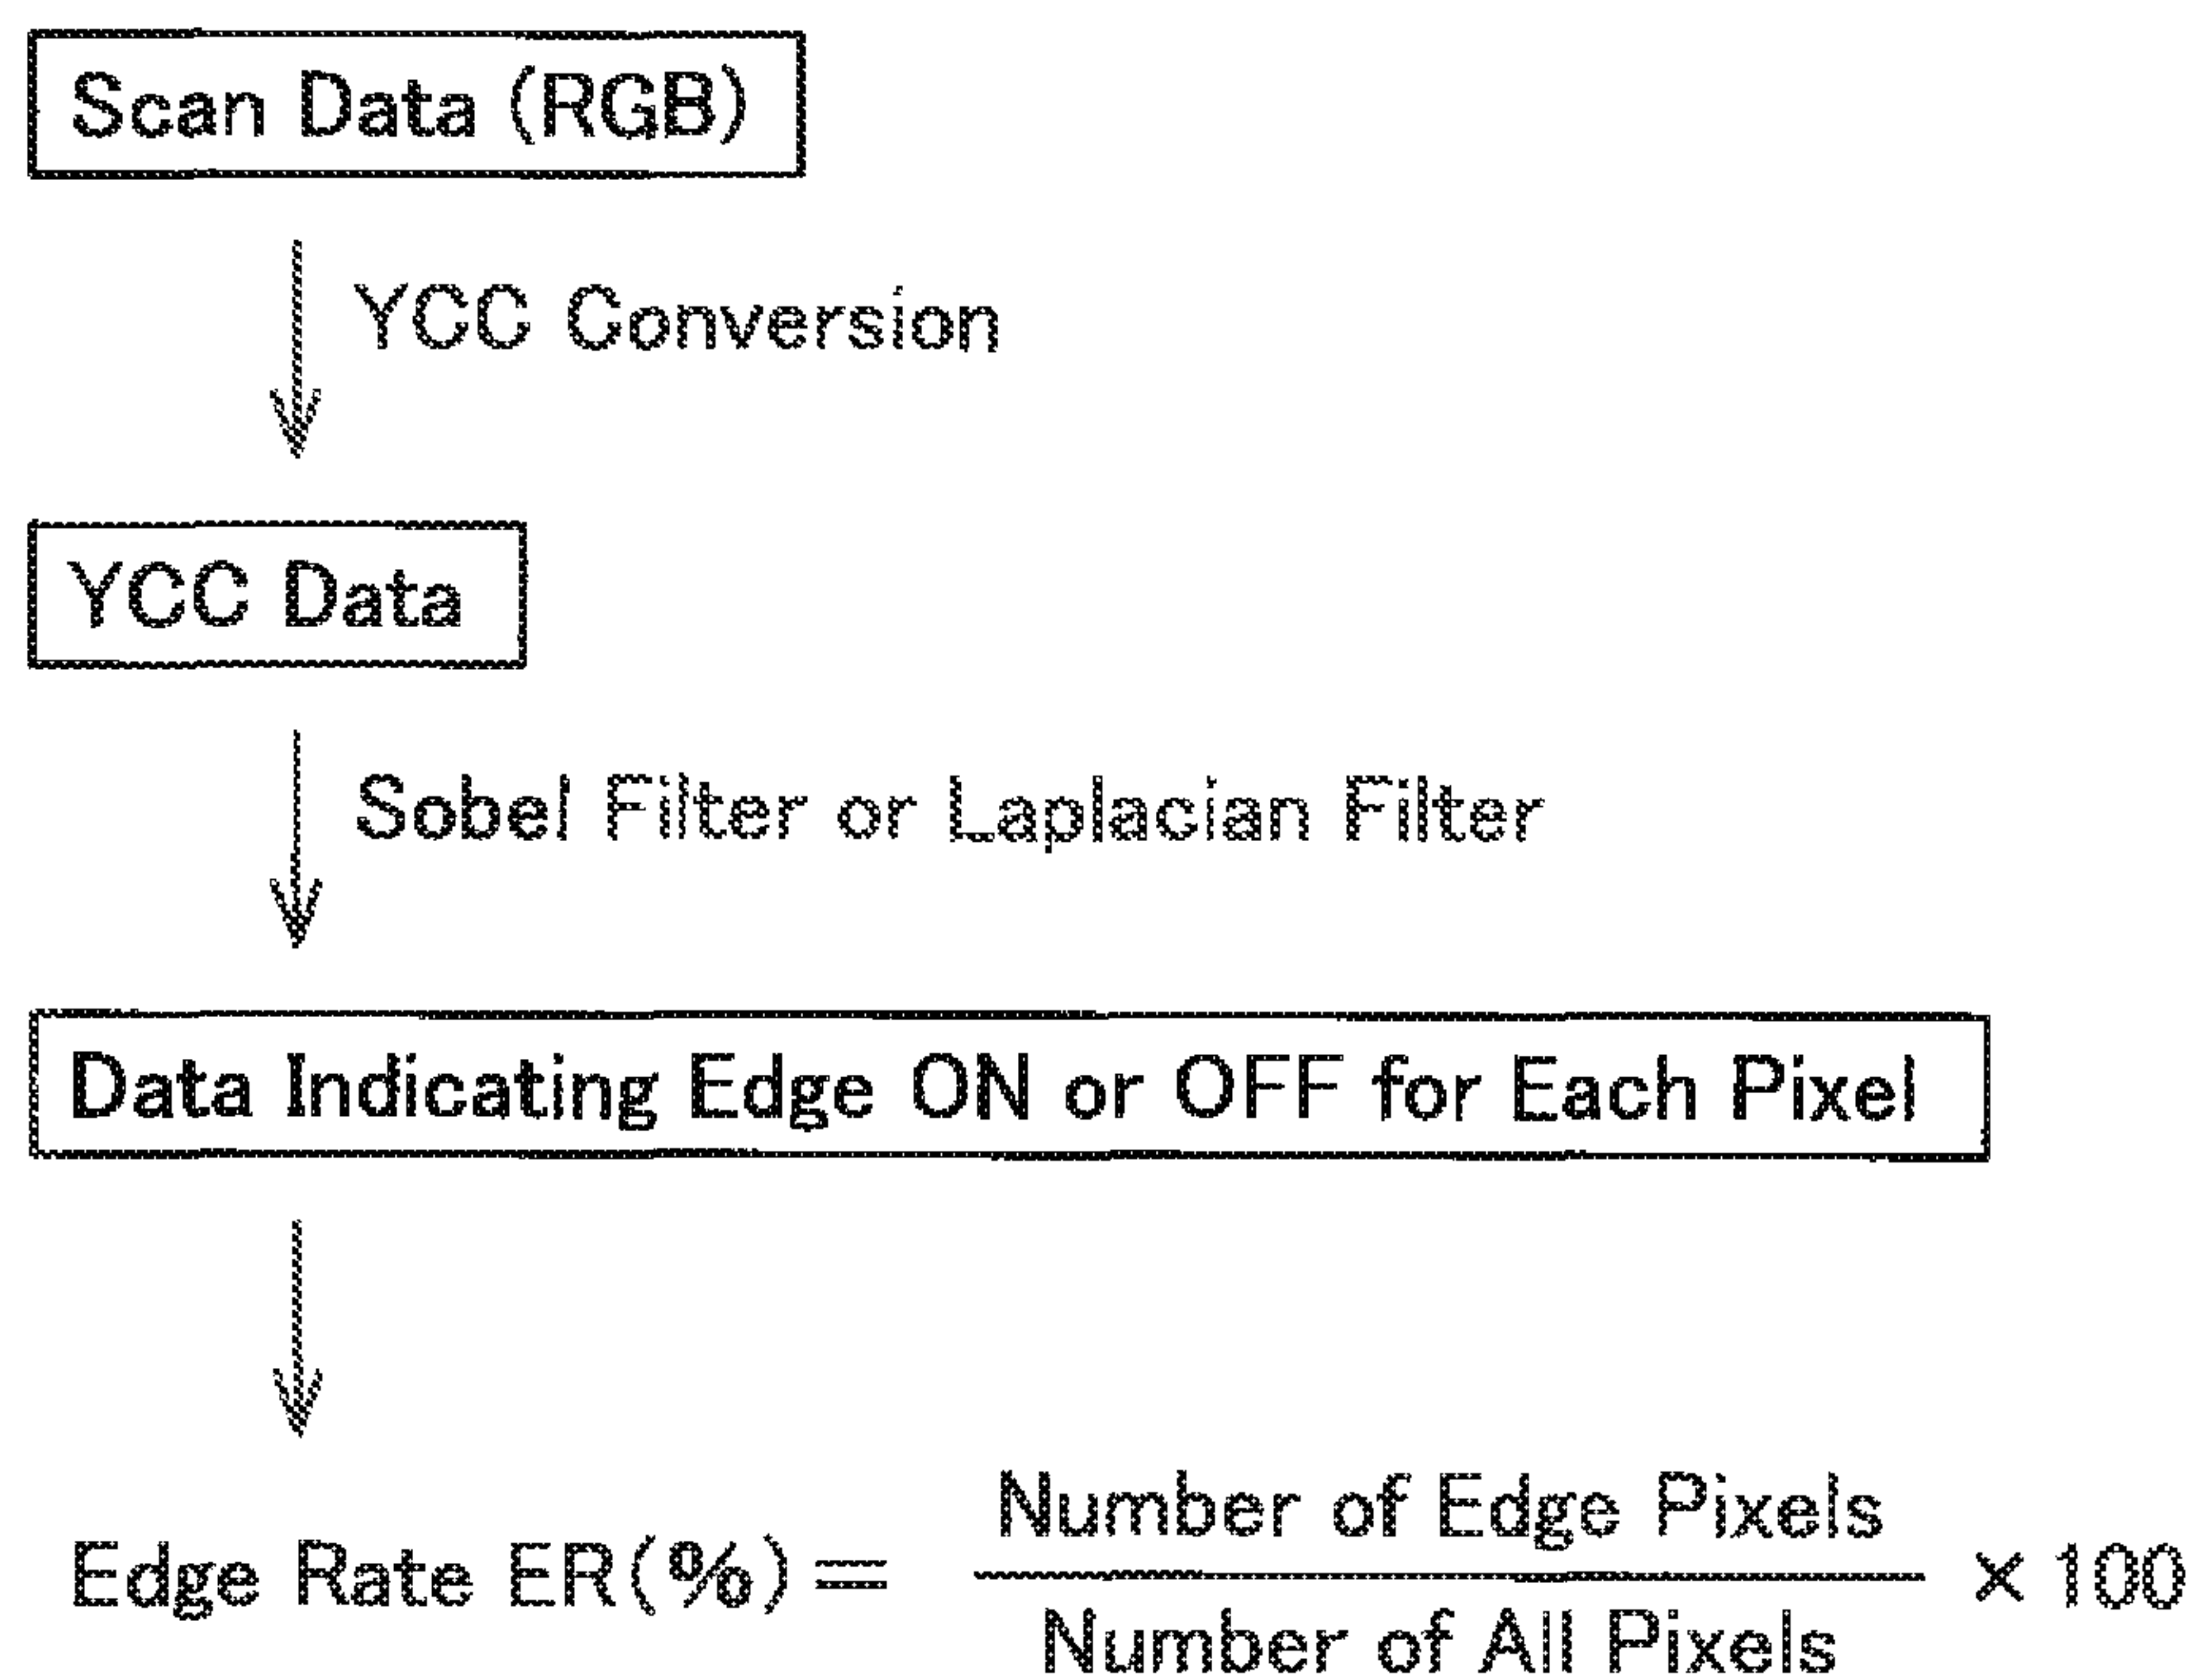 Scan Data (RGB)
YCC Conversion
YCC Data
Sobel Filter or Laplacian Filter
Data Indicating Edge ON or OFF for Each Pixel
Number of Edge Pixels
Edge Rate ER(%) = × 100
Number of All Pixels